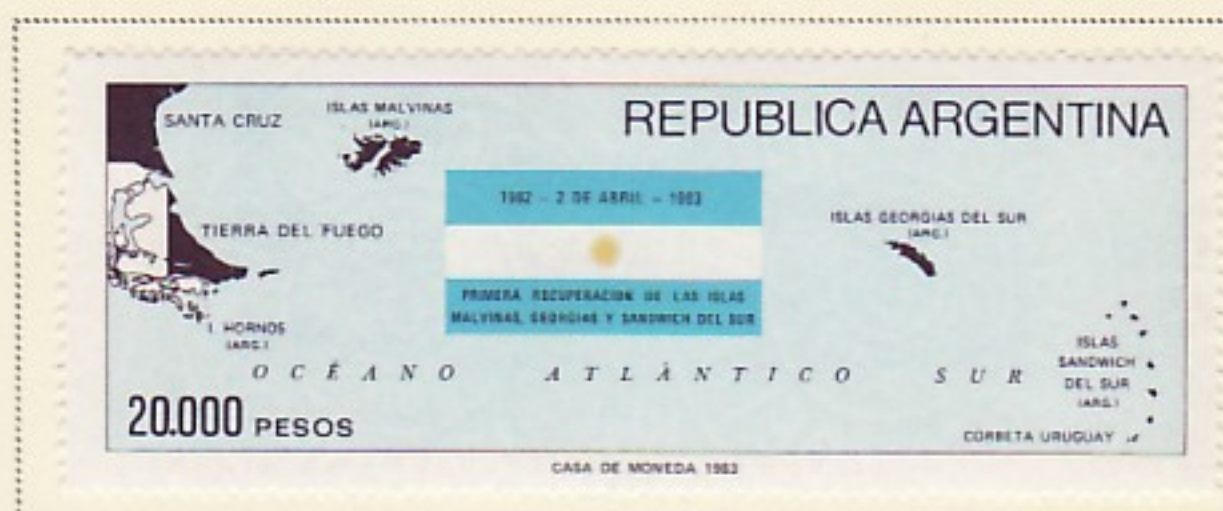 REPUBLICA ARGENTINA
SANTA CRUZ
ISLAS MALVINAS
(ARG.)
1982 - 2 DE ABRIL - 1983
TIERRA DEL FUEGO
ISLAS GEORGIAS DEL SUR
(ARG.)
PRIMERA RECUPERACION DE LAS ISLAS
MALVINAS, GEORGIAS Y SANDWICH DEL SUR
I. HORNOS
(ARG.)
ISLAS
SANDWICH
DEL SUR
(ARG.)
OCÉANO ATLÀNTICO SUR
20.000 PESOS
CORBETA URUGUAY
CASA DE MONEDA 1983